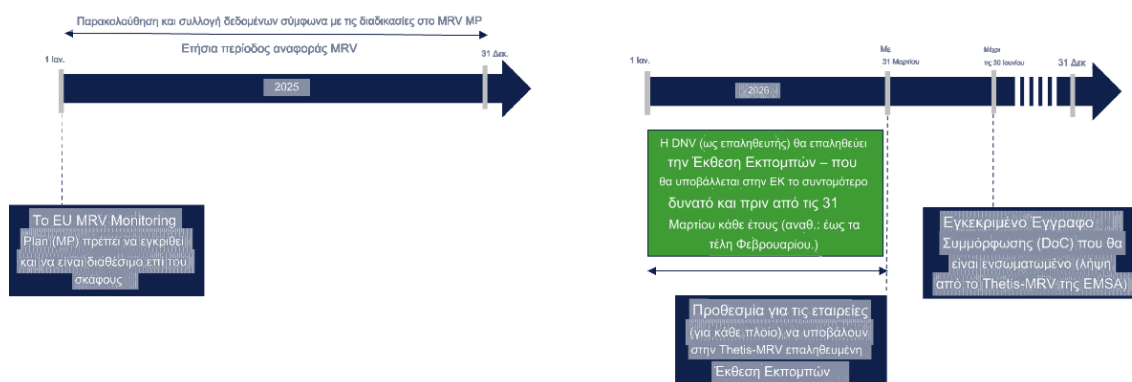 Παρακολούθηση και συλλογή δεδομένων σύμφωνα με τις διαδικασίες στο MRV MP
Ετήσια περίοδος αναφοράς MRV
1 Ιαν.
31 Δεκ.
2025
Το EU MRV Monitoring
Plan (MP) πρέπει να εγκριθεί
και να είναι διαθέσιμο επί του
σκάφους
Με
31 Μαρτίου
Μέχρι
τις 30 Ιουνίου
1 Ιαν.
31 Δεκ
2026
Η DNV (ως επαληθευτής) θα επαληθεύει
την Έκθεση Εκπομπών – που
θα υποβάλλεται στην ΕΚ το συντομότερο
δυνατό και πριν από τις 31
Μαρτίου κάθε έτους (αναθ.: έως τα
τέλη Φεβρουαρίου.)
Προθεσμία για τις εταιρείες
(για κάθε πλοίο) να υποβάλουν
στην Thetis-MRV επαληθευμένη
Έκθεση Εκπομπών
Εγκεκριμένο Έγγραφο
Συμμόρφωσης (DoC) που θα
είναι ενσωματωμένο (λήψη
από το Thetis-MRV της EMSA)